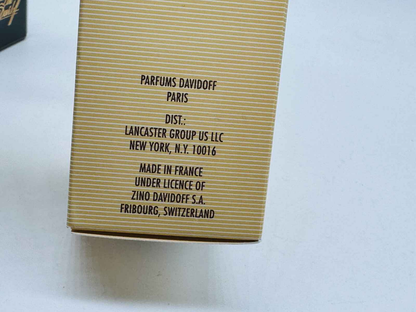 PARFUMS DAVIDOFF
PARIS
DIST.:
LANCASTER GROUP US LLC
NEW YORK, N.Y. 10016
MADE IN FRANCE
UNDER LICENCE OF
ZINO DAVIDOFF S.A.
FRIBOURG, SWITZERLAND